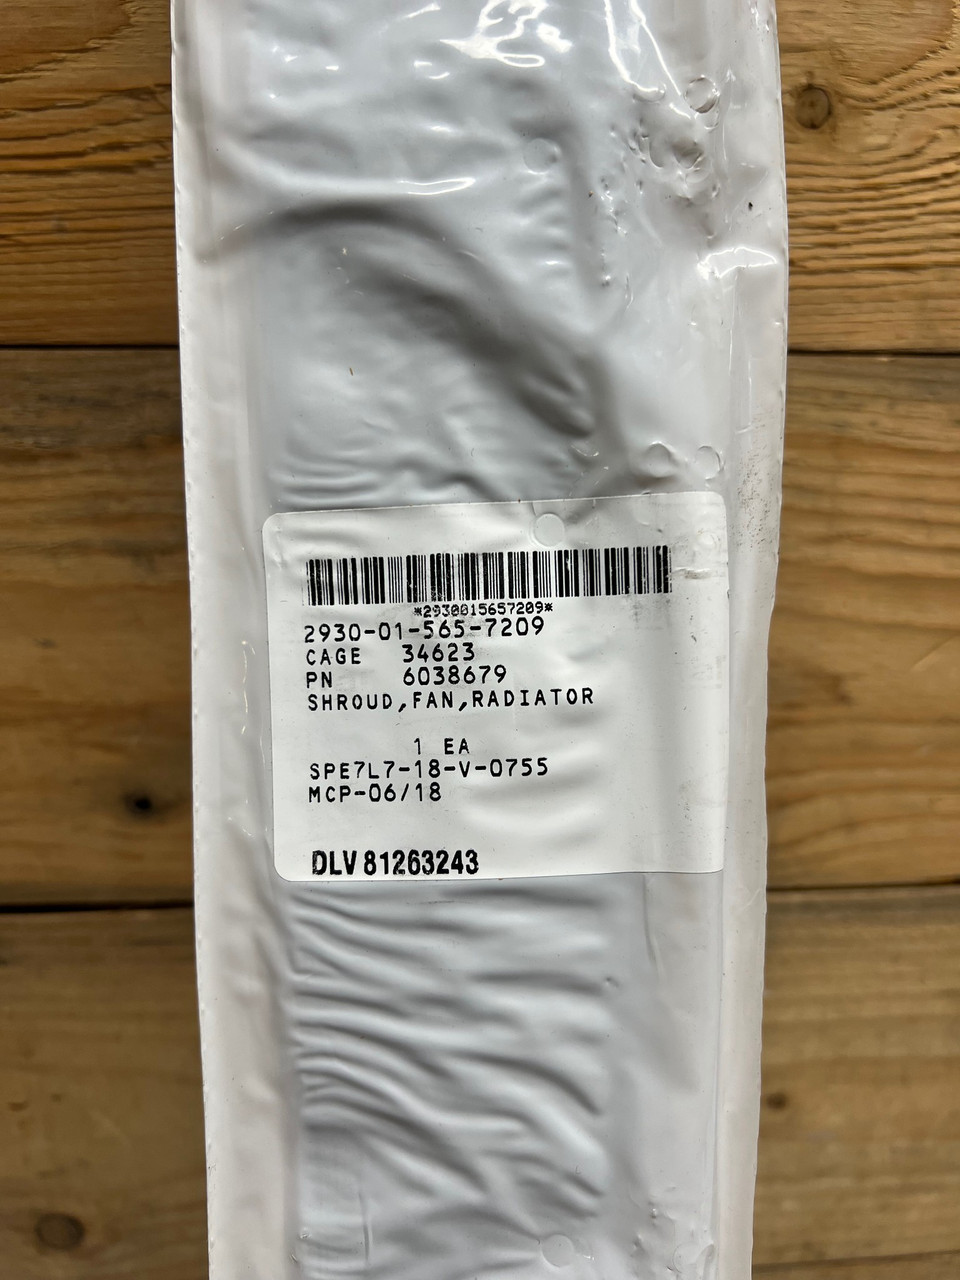 *2930015657209*
2930-01-565-7209
CAGE 34623
PN 6038679
SHROUD,FAN,RADIATOR
1 EA
SPE7L7-18-V-0755
MCP-06/18
DLV 81263243